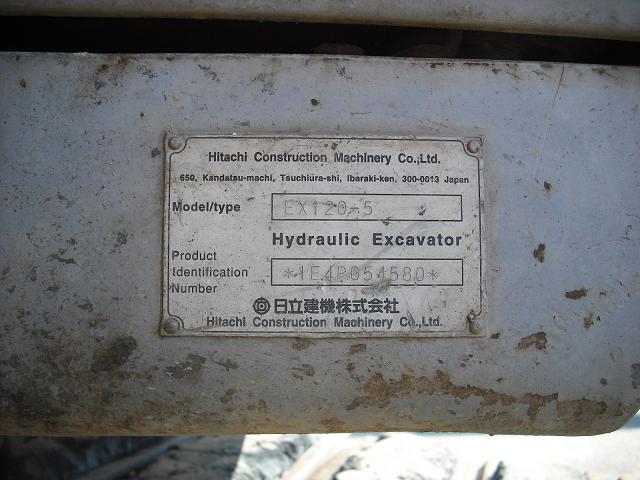 Hitachi Construction Machinery Co.,Ltd.
650, Kandatsu-machi, Tsuchiura-shi, Ibaraki-ken, 300-0013 Japan
Model/type EX120-5
Hydraulic Excavator
Product Identification Number *1E4P054580*
日立建機株式会社
Hitachi Construction Machinery Co.,Ltd.